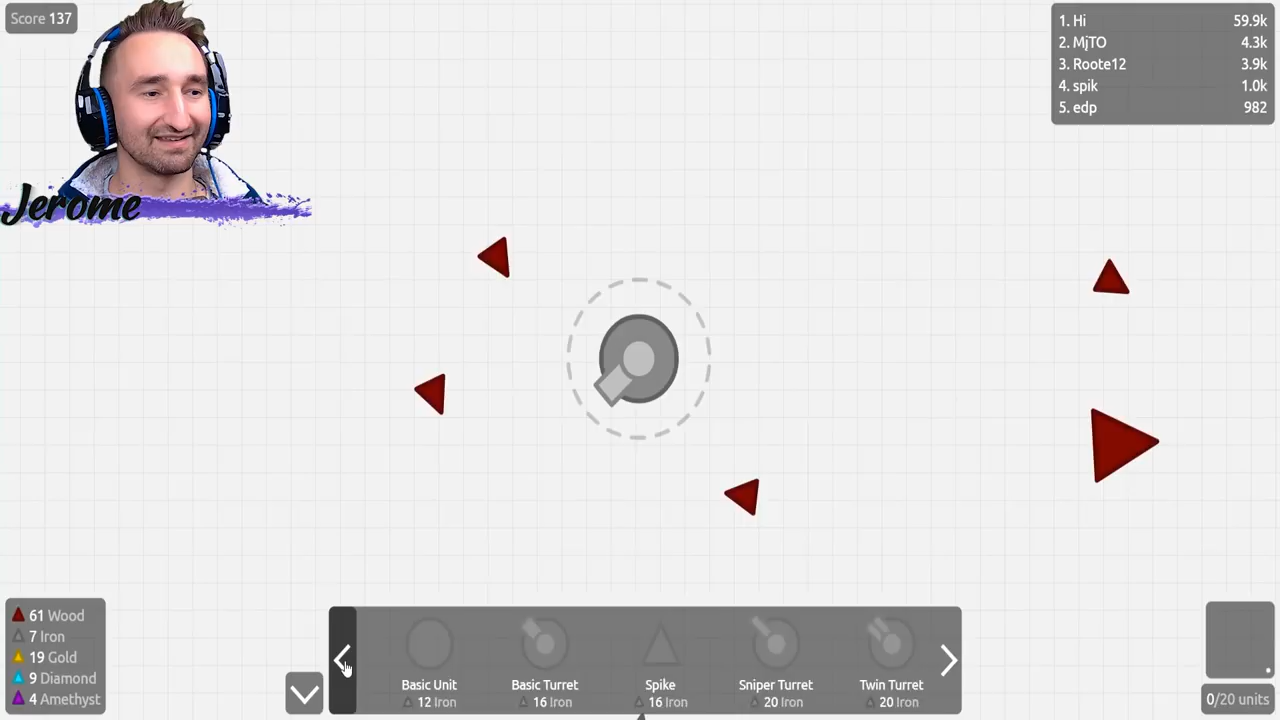 Score 137
Jerome
1. Hi 59.9k
2. MjTO 4.3k
3. Roote12 3.9k
4. spik 1.0k
5. edp 982
61 Wood
7 Iron
19 Gold
9 Diamond
4 Amethyst
Basic Unit
12 Iron
Basic Turret
16 Iron
Spike
16 Iron
Sniper Turret
20 Iron
Twin Turret
20 Iron
0/20 units